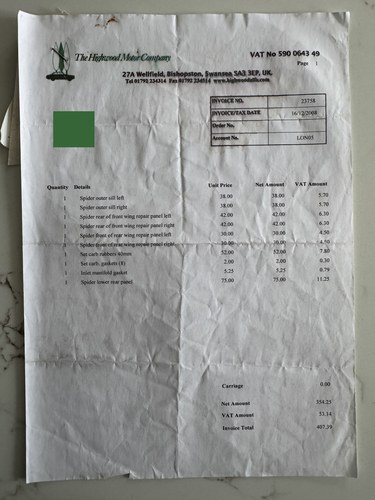 The Highwood Motor Company
VAT No 590 0643 49
Page 1
27A Wellfield, Bishopston, Swansea SA3 3EP, UK.
INVOICE NO. 23738
INVOICE/TAX DATE 16/12/2008
Order No.
Account No. LON05
Quantity Details Unit Price Net Amount VAT Amount
1 Spider outer sill left 38.00 38.00 5.70
1 Spider outer sill right 38.00 38.00 5.70
1 Spider rear of front wing repair panel left 42.00 42.00 6.30
1 Spider rear of front wing repair panel right 42.00 42.00 6.30
1 Spider front of rear wing repair panel left 30.00 30.00 4.50
1 Spider front of rear wing repair panel right 30.00 30.00 4.50
1 Set carb rubbers 52.00 52.00 7.80
1 Set carb. gaskets (8) 2.00 2.00 0.30
1 Inlet manifold gasket 5.25 5.25 0.79
1 Spider lower rear panel 75.00 75.00 11.25
Carriage 0.00
Net Amount 354.25
VAT Amount 53.14
Invoice Total 407.39